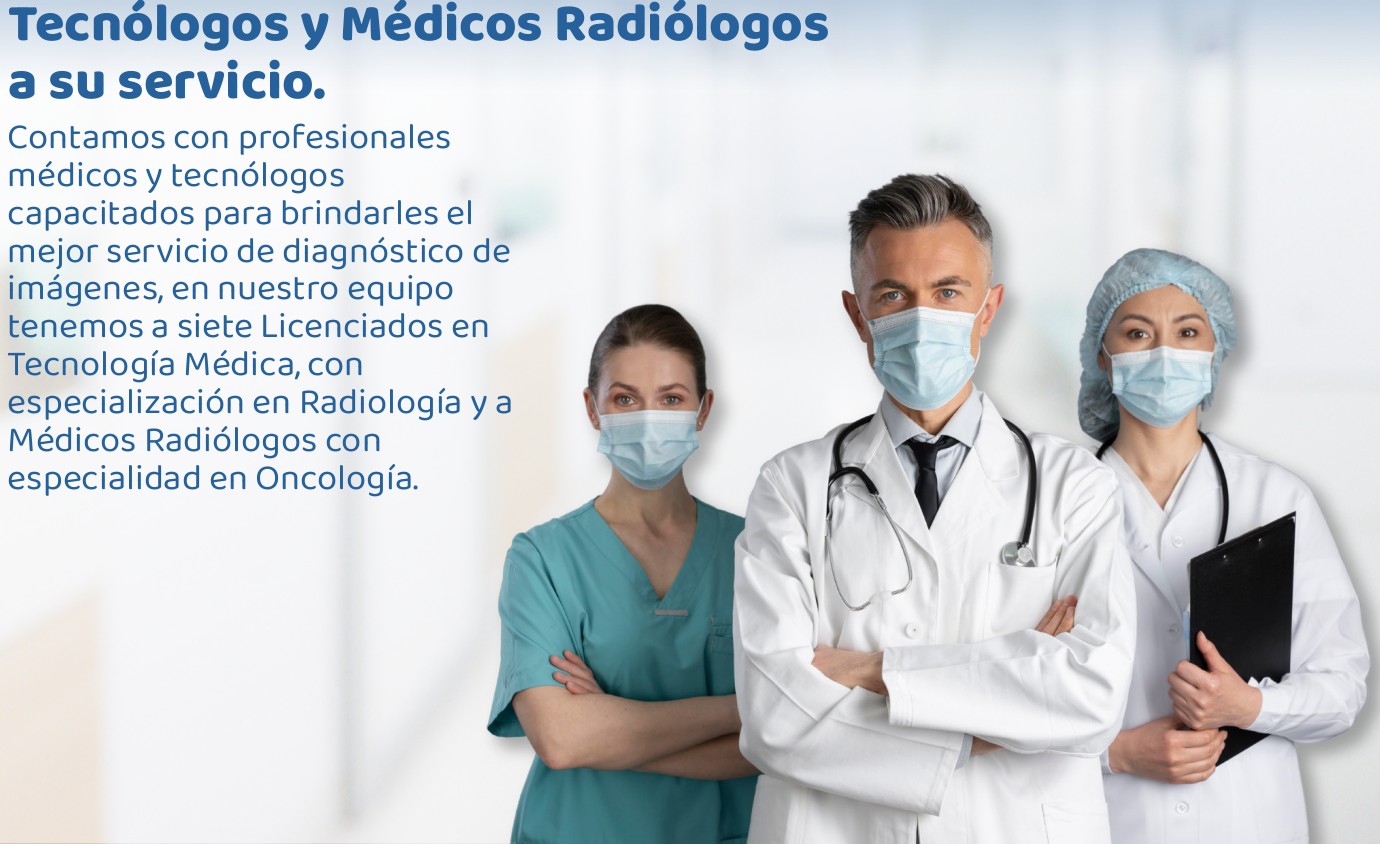 Tecnólogos y Médicos Radiólogos
a su servicio.
Contamos con profesionales
médicos y tecnólogos
capacitados para brindarles el
mejor servicio de diagnóstico de
imágenes, en nuestro equipo
tenemos a siete Licenciados en
Tecnología Médica, con
especialización en Radiología y a
Médicos Radiólogos con
especialidad en Oncología.